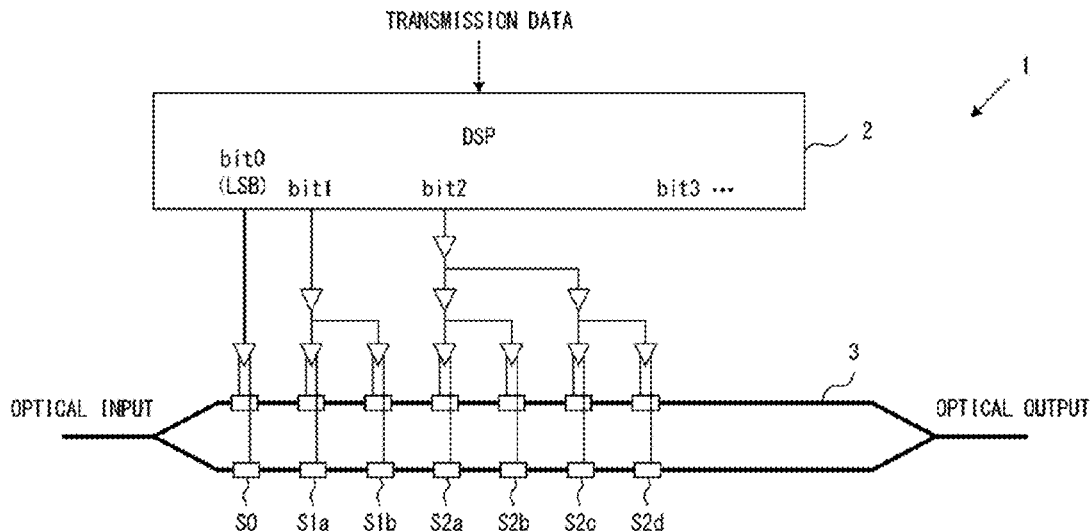 TRANSMISSION DATA
1
DSP
2
bit0
(LSB)
bit1
bit2
bit3 ···
3
OPTICAL INPUT
OPTICAL OUTPUT
S0
S1a
S1b
S2a
S2b
S2c
S2d